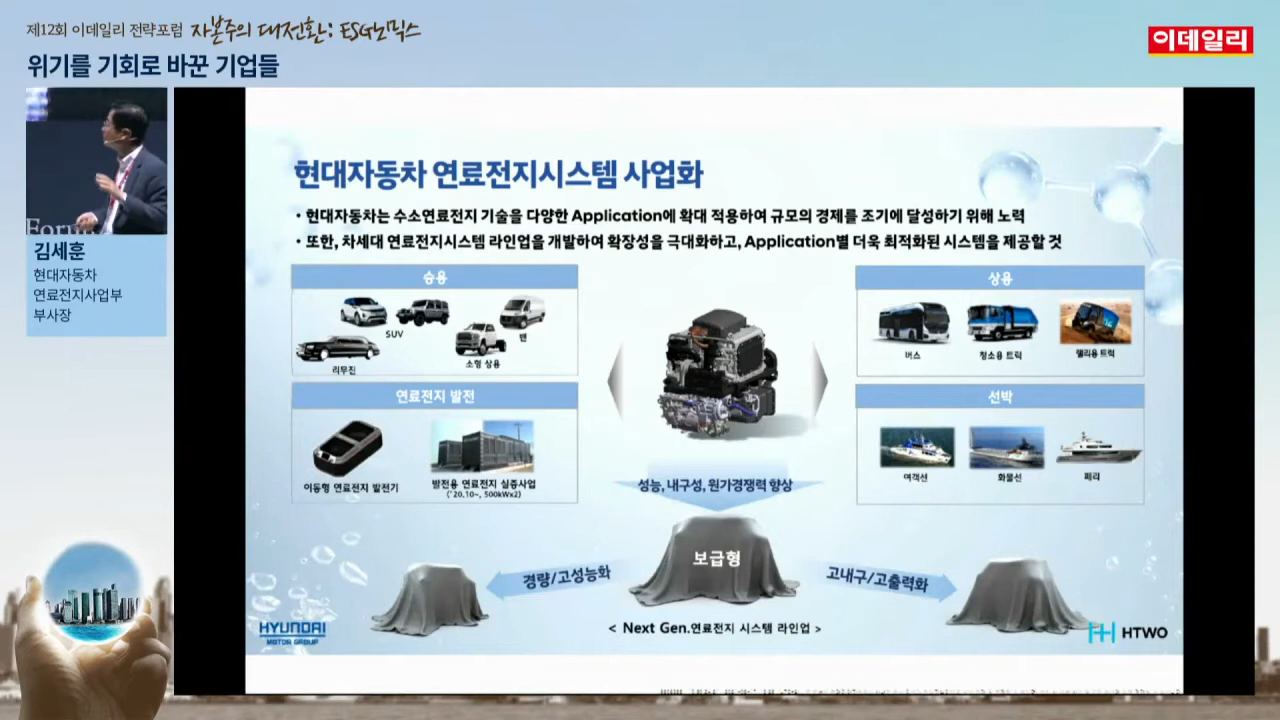 제12회 이데일리 전략포럼 자본주의 대전환: ESG노믹스
이데일리
위기를 기회로 바꾼 기업들
Forum
김세훈
현대자동차
연료전지사업부
부사장
현대자동차 연료전지시스템 사업화
• 현대자동차는 수소연료전지 기술을 다양한 Application에 확대 적용하여 규모의 경제를 조기에 달성하기 위해 노력
• 또한, 차세대 연료전지시스템 라인업을 개발하여 확장성을 극대화하고, Application별 더욱 최적화된 시스템을 제공할 것
승용
SUV
밴
리무진
소형 상용
상용
버스
청소용 트럭
랠리용 트럭
연료전지 발전
이동형 연료전지 발전기
발전용 연료전지 실증사업
('20.10~, 500kWx2)
선박
여객선
화물선
페리
성능, 내구성, 원가경쟁력 향상
보급형
경량/고성능화
고내구/고출력화
< Next Gen.연료전지 시스템 라인업 >
HYUNDAI
MOTOR GROUP
HTWO